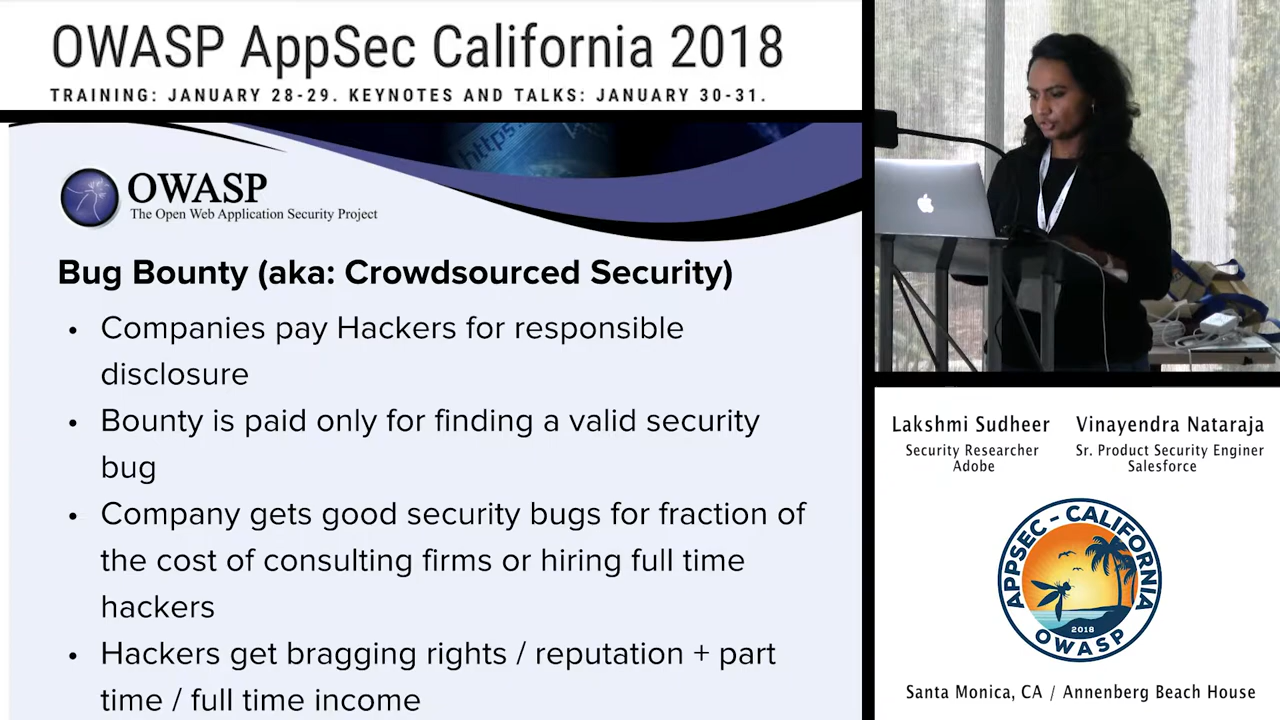 OWASP AppSec California 2018
TRAINING: JANUARY 28-29. KEYNOTES AND TALKS: JANUARY 30-31.
https:
OWASP
The Open Web Application Security Project
Bug Bounty (aka: Crowdsourced Security)
• Companies pay Hackers for responsible
disclosure
• Bounty is paid only for finding a valid security
bug
• Company gets good security bugs for fraction of
the cost of consulting firms or hiring full time
hackers
• Hackers get bragging rights / reputation + part
time / full time income
Lakshmi Sudheer
Security Researcher
Adobe
Vinayendra Nataraja
Sr. Product Security Enginer
Salesforce
APPSEC - CALIFORNIA
2018
OWASP
Santa Monica, CA / Annenberg Beach House